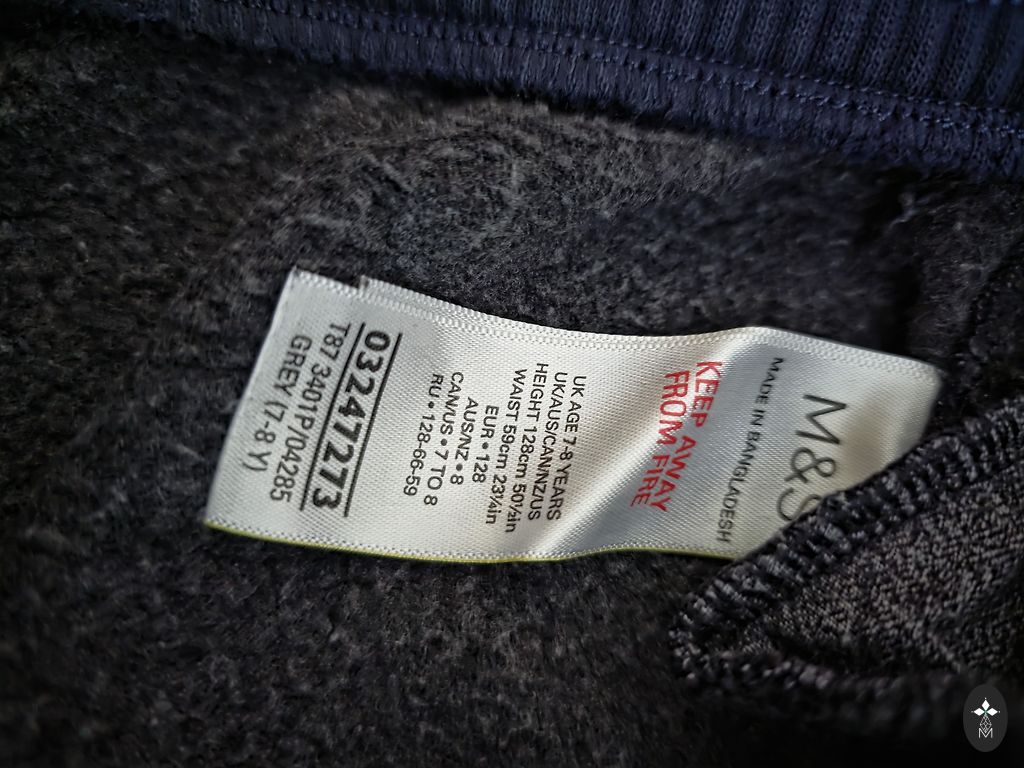 M&S
MADE IN BANGLADESH
KEEP AWAY
FROM FIRE
UK AGE 7-8 YEARS
UK/AUS/CAN/NZ/US
HEIGHT 128cm 50½in
WAIST 59cm 23¼in
EUR • 128
AUS/NZ • 8
CAN/US • 7 TO 8
RU • 128-66-59
03247273
T87 3401P/04285
GREY (7-8 Y)
M